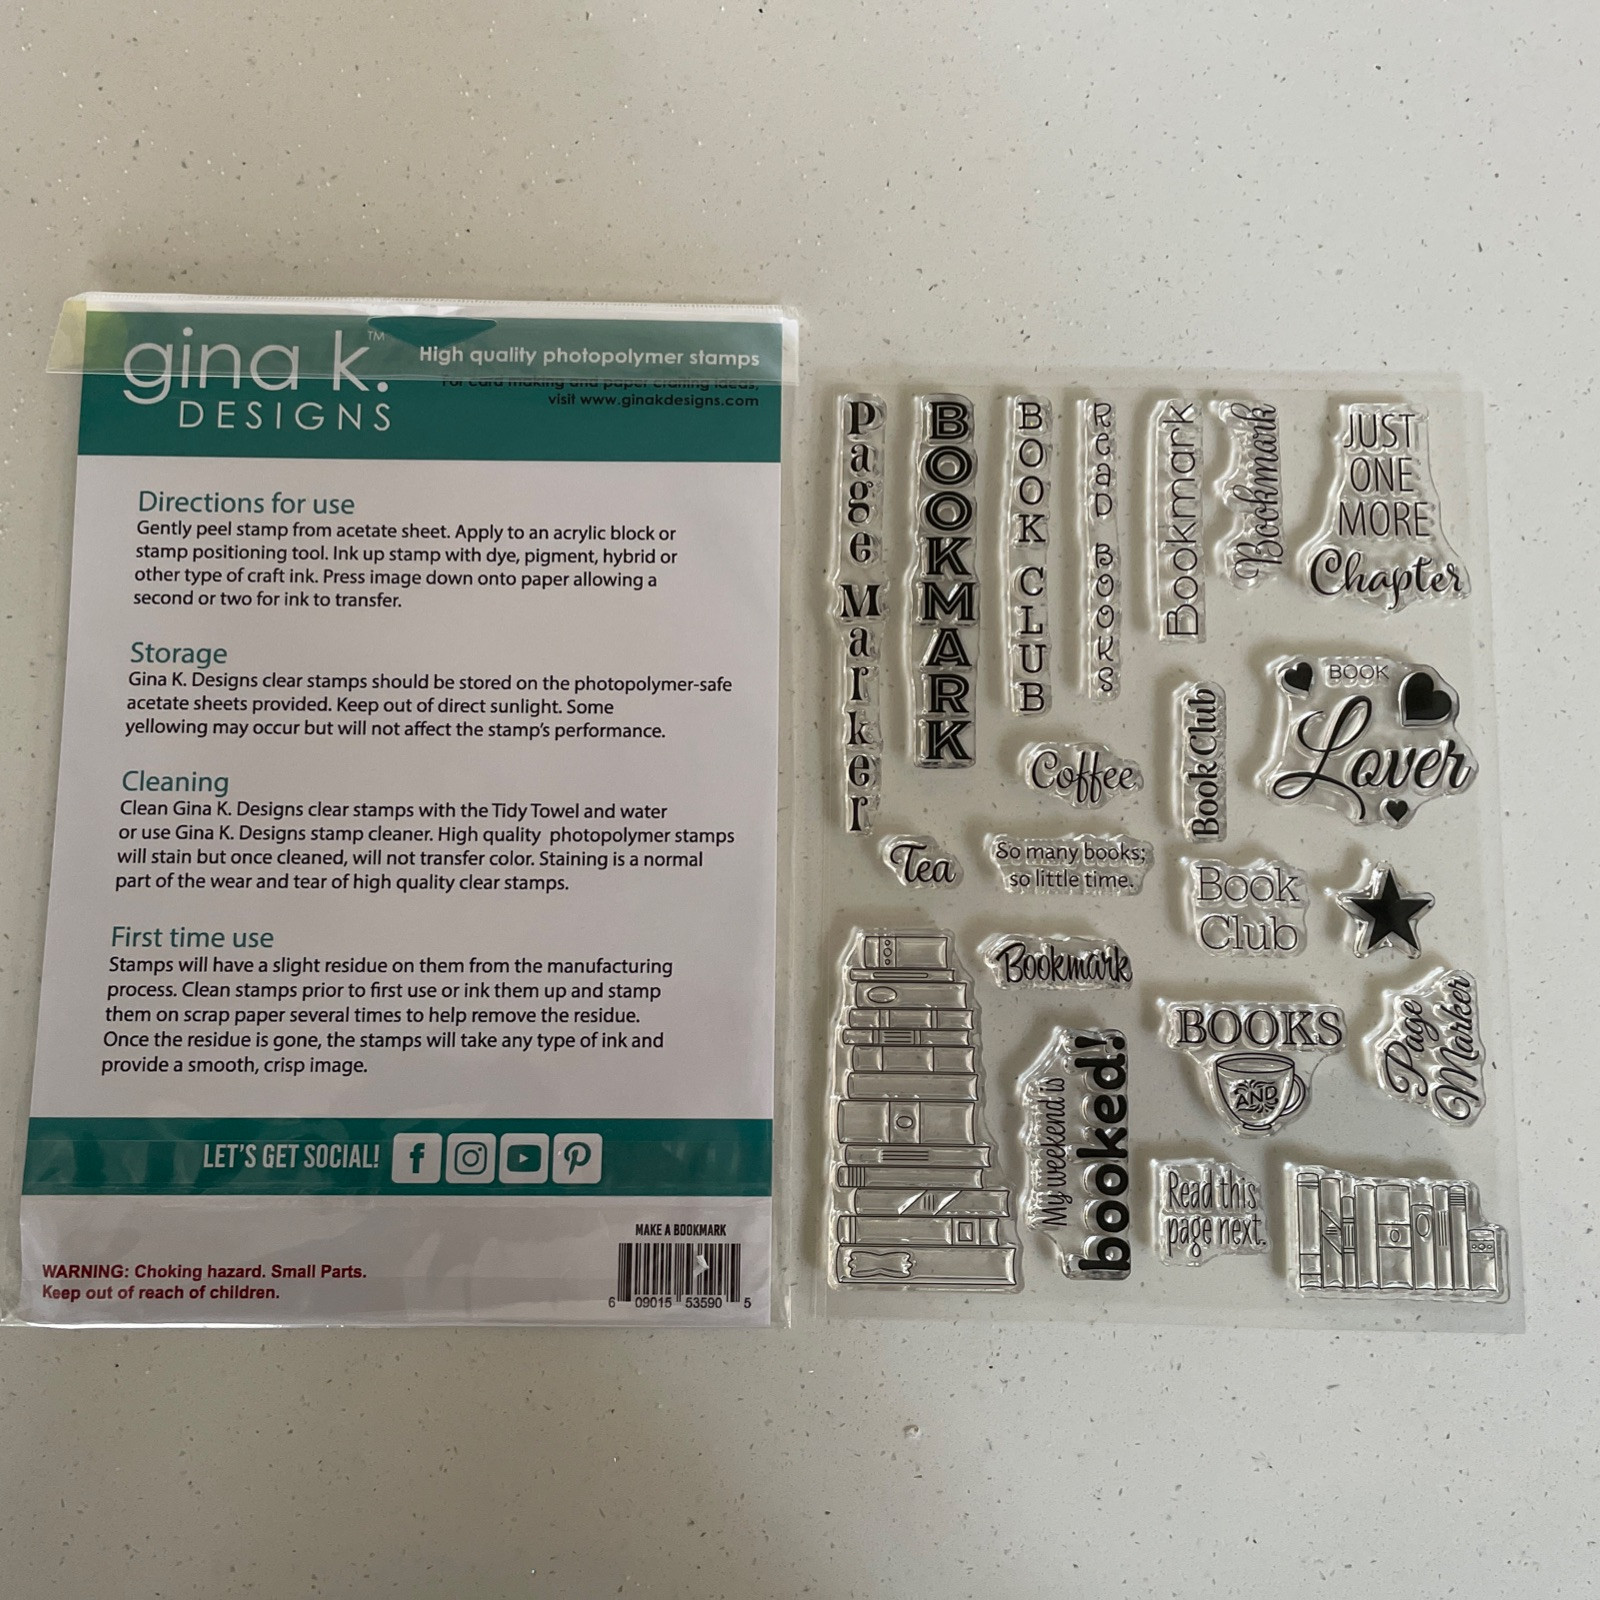 gina k.™
DESIGNS
High quality photopolymer stamps
For card making and paper crafting ideas,
visit www.ginakdesigns.com
Directions for use
Gently peel stamp from acetate sheet. Apply to an acrylic block or
stamp positioning tool. Ink up stamp with dye, pigment, hybrid or
other type of craft ink. Press image down onto paper allowing a
second or two for ink to transfer.
Storage
Gina K. Designs clear stamps should be stored on the photopolymer-safe
acetate sheets provided. Keep out of direct sunlight. Some
yellowing may occur but will not affect the stamp's performance.
Cleaning
Clean Gina K. Designs clear stamps with the Tidy Towel and water
or use Gina K. Designs stamp cleaner. High quality photopolymer stamps
will stain but once cleaned, will not transfer color. Staining is a normal
part of the wear and tear of high quality clear stamps.
First time use
Stamps will have a slight residue on them from the manufacturing
process. Clean stamps prior to first use or ink them up and stamp
them on scrap paper several times to help remove the residue.
Once the residue is gone, the stamps will take any type of ink and
provide a smooth, crisp image.
LET'S GET SOCIAL!
MAKE A BOOKMARK
WARNING: Choking hazard. Small Parts.
Keep out of reach of children.
6 09015 53590 5
Page Marker
BOOKMARK
BOOK CLUB
Read Books
Bookmark
Bookmark
JUST
ONE
MORE
Chapter
BOOK
Lover
Coffee
Book Club
Tea
So many books;
so little time.
Book
Club
Bookmark
BOOKS
AND
Page
Marker
My weekend is
booked!
Read this
page next.